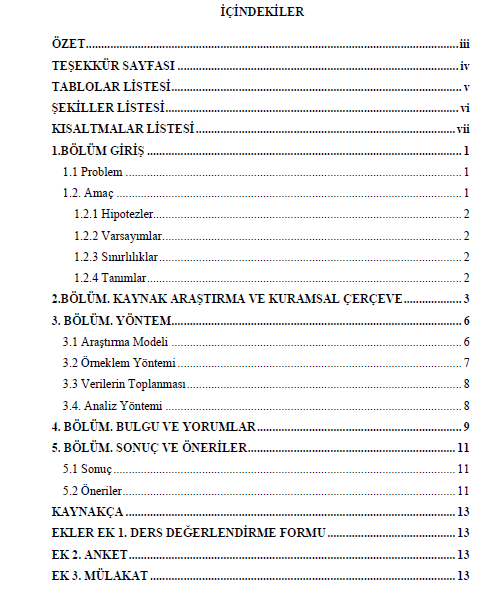 İÇİNDEKİLER
ÖZET iii
TEŞEKKÜR SAYFASI iv
TABLOLAR LİSTESİ v
ŞEKİLLER LİSTESİ vi
KISALTMALAR LİSTESİ vii
1.BÖLÜM GİRİŞ 1
1.1 Problem 1
1.2. Amaç 1
1.2.1 Hipotezler 2
1.2.2 Varsayımlar 2
1.2.3 Sınırlılıklar 2
1.2.4 Tanımlar 2
2.BÖLÜM. KAYNAK ARAŞTIRMA VE KURAMSAL ÇERÇEVE 3
3. BÖLÜM. YÖNTEM 6
3.1 Araştırma Modeli 6
3.2 Örneklem Yöntemi 7
3.3 Verilerin Toplanması 8
3.4. Analiz Yöntemi 8
4. BÖLÜM. BULGU VE YORUMLAR 9
5. BÖLÜM. SONUÇ VE ÖNERİLER 11
5.1 Sonuç 11
5.2 Öneriler 11
KAYNAKÇA 13
EKLER EK 1. DERS DEĞERLENDİRME FORMU 13
EK 2. ANKET 13
EK 3. MÜLAKAT 13